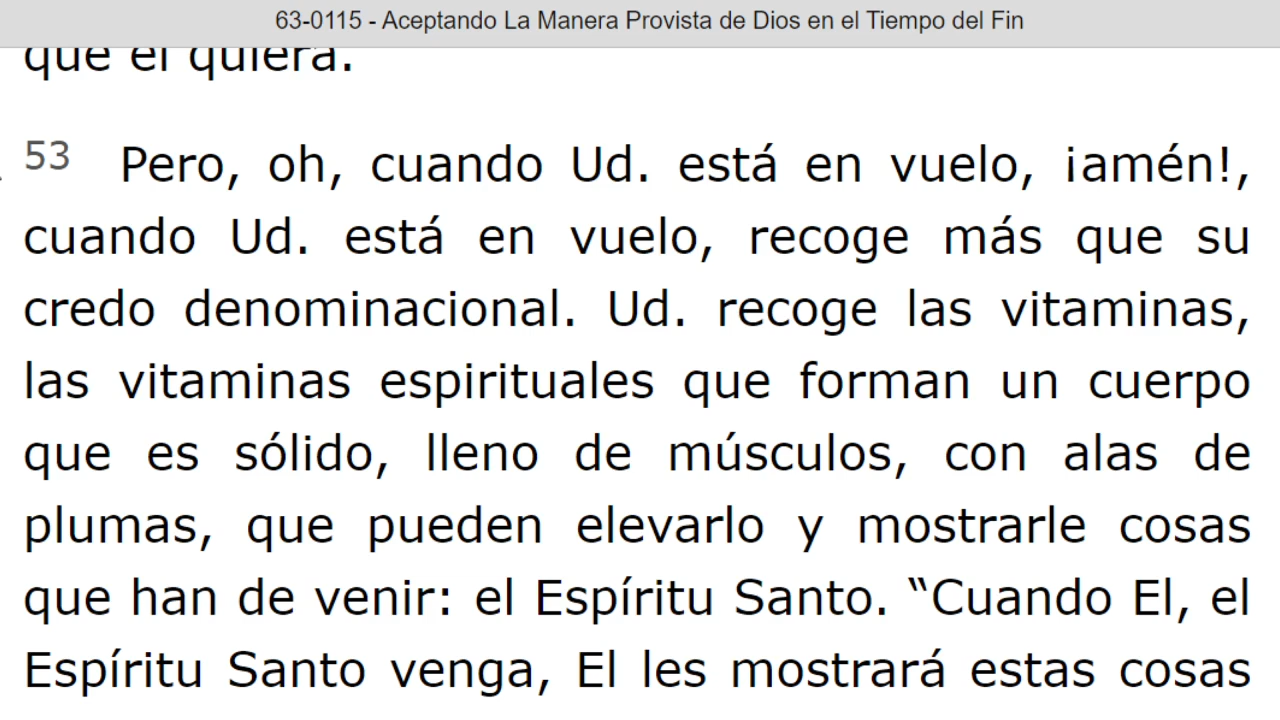 63-0115 - Aceptando La Manera Provista de Dios en el Tiempo del Fin
que él quiera.
53 Pero, oh, cuando Ud. está en vuelo, ¡amén!,
cuando Ud. está en vuelo, recoge más que su
credo denominacional. Ud. recoge las vitaminas,
las vitaminas espirituales que forman un cuerpo
que es sólido, lleno de músculos, con alas de
plumas, que pueden elevarlo y mostrarle cosas
que han de venir: el Espíritu Santo. “Cuando El, el
Espíritu Santo venga, El les mostrará estas cosas